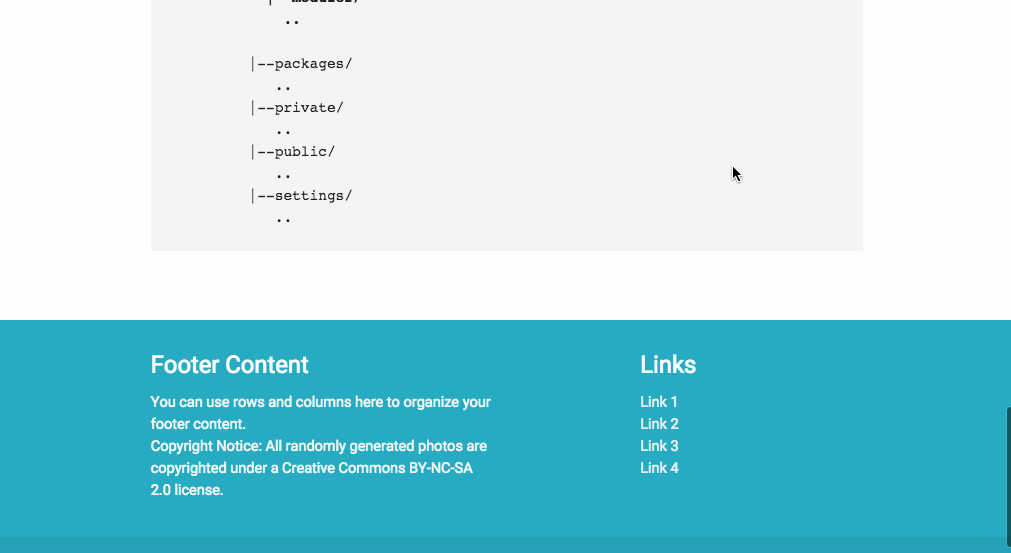 ..
|--packages/
..
|--private/
..
|--public/
..
|--settings/
..
Footer Content
You can use rows and columns here to organize your
footer content.
Copyright Notice: All randomly generated photos are
copyrighted under a Creative Commons BY-NC-SA
2.0 license.
Links
Link 1
Link 2
Link 3
Link 4